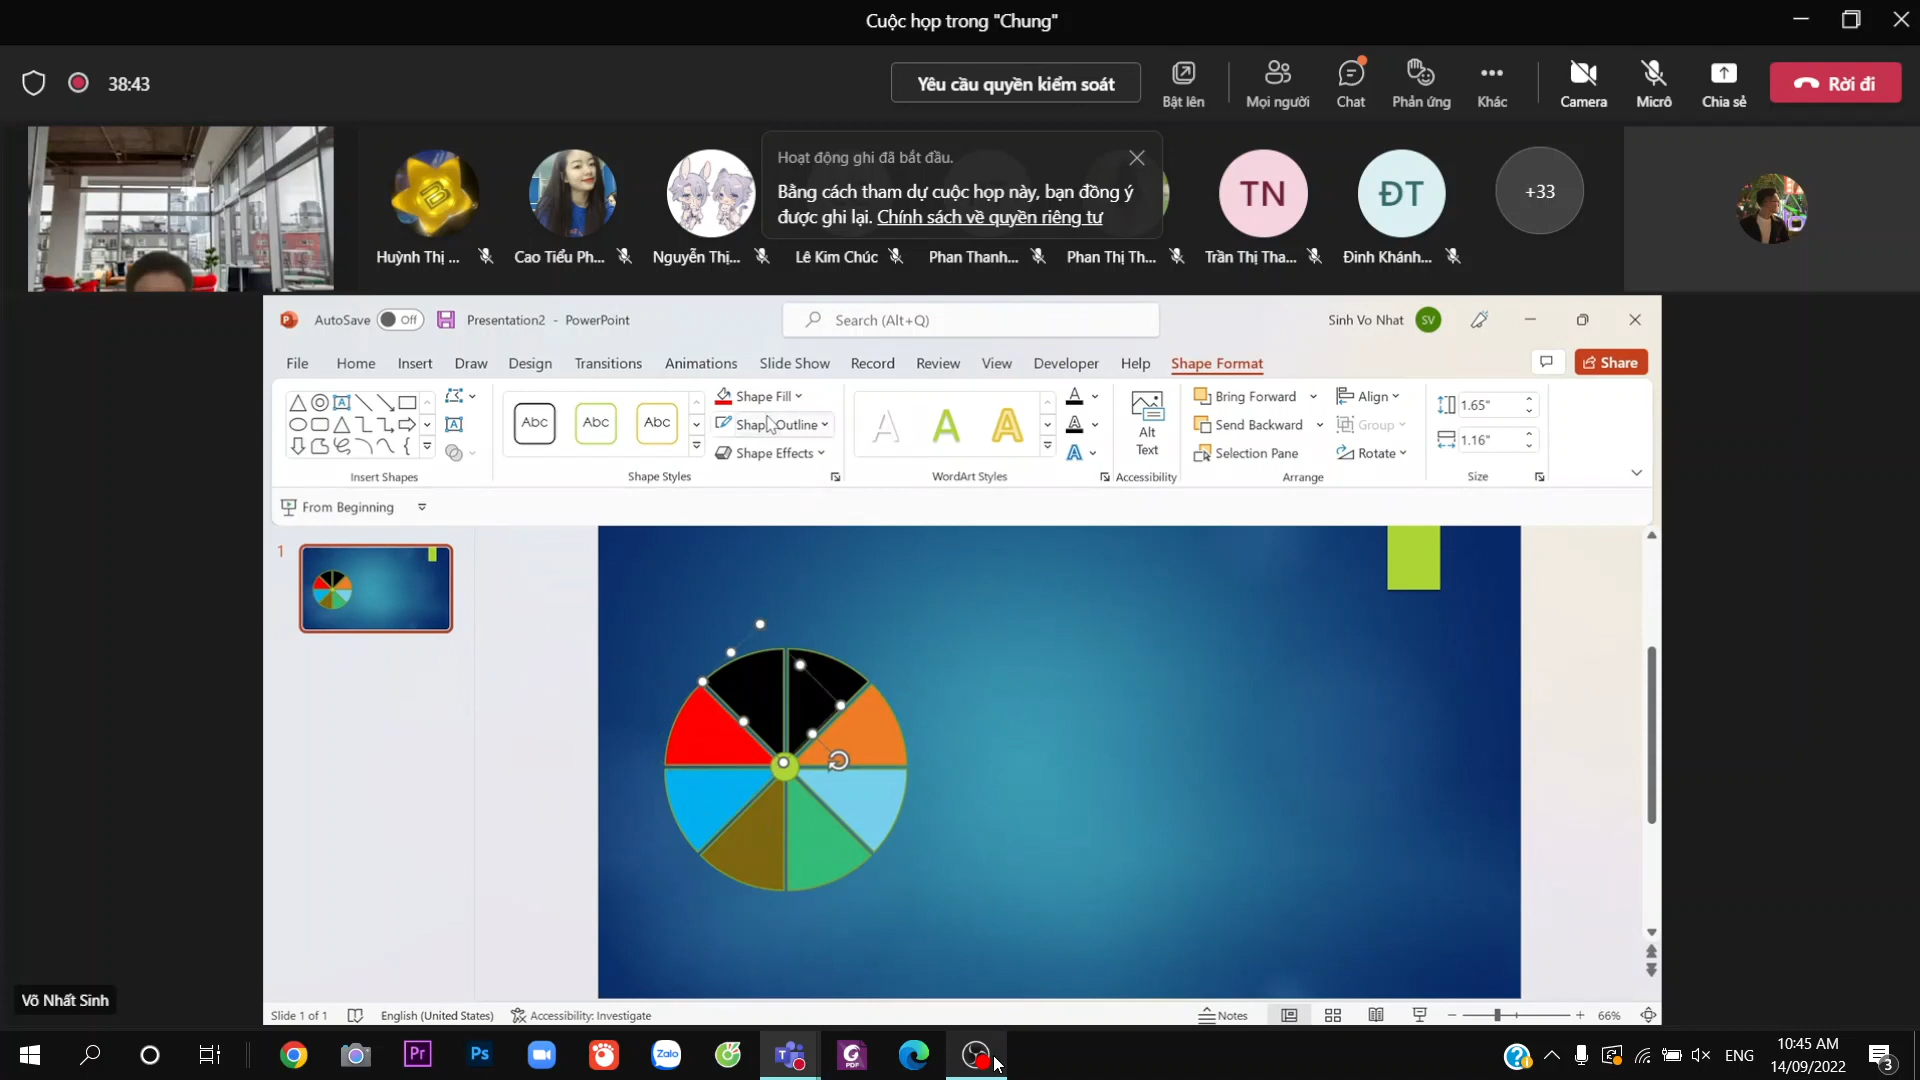 Cuộc họp trong "Chung"
38:43
Yêu cầu quyền kiểm soát
Bật lên
Mọi người
Chat
Phản ứng
Khác
Camera
Micrô
Chia sẻ
Rời đi
Hoạt động ghi đã bắt đầu.
Bằng cách tham dự cuộc họp này, bạn đồng ý
được ghi lại. Chính sách về quyền riêng tư
TN
ĐT
+33
Huỳnh Thị ...
Cao Tiểu Ph...
Nguyễn Thị...
Lê Kim Chúc
Phan Thanh...
Phan Thị Th...
Trần Thị Tha...
Đinh Khánh...
AutoSave
Off
Presentation2 - PowerPoint
Search (Alt+Q)
Sinh Vo Nhat
SV
File
Home
Insert
Draw
Design
Transitions
Animations
Slide Show
Record
Review
View
Developer
Help
Shape Format
Share
Abc
Abc
Abc
Shape Fill
Shape Outline
Shape Effects
Alt
Text
Bring Forward
Send Backward
Selection Pane
Align
Group
Rotate
1.65"
1.16"
Insert Shapes
Shape Styles
WordArt Styles
Accessibility
Arrange
Size
From Beginning
1
Võ Nhất Sinh
Slide 1 of 1
English (United States)
Accessibility: Investigate
Notes
66%
Pr
Ps
Zalo
PDF
ENG
10:45 AM
14/09/2022
3